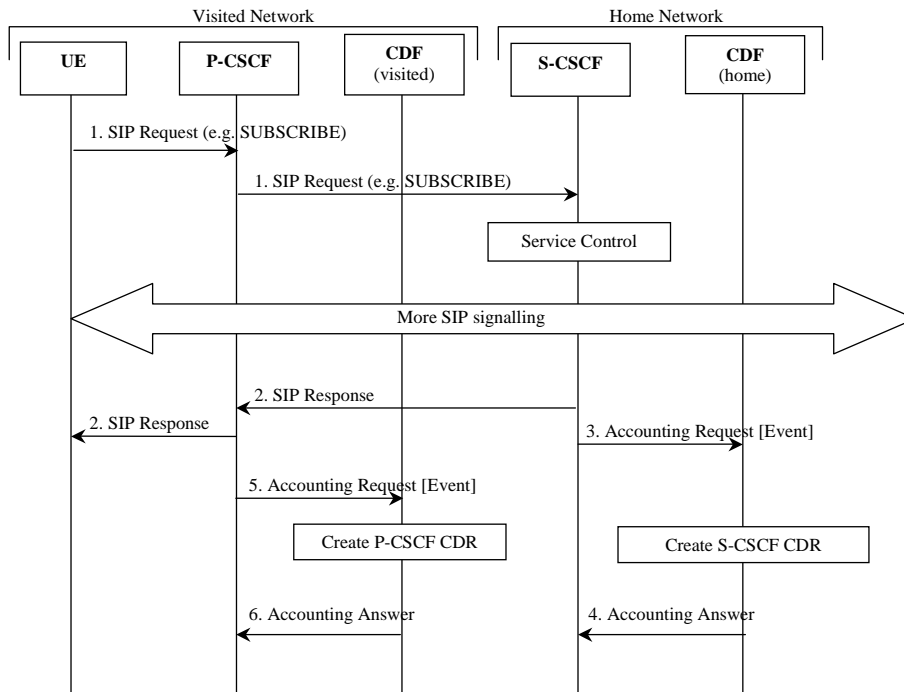 Visited Network
Home Network
UE
P-CSCF
CDF
(visited)
S-CSCF
CDF
(home)
1. SIP Request (e.g. SUBSCRIBE)
1. SIP Request (e.g. SUBSCRIBE)
Service Control
More SIP signalling
2. SIP Response
2. SIP Response
3. Accounting Request [Event]
5. Accounting Request [Event]
Create P-CSCF CDR
Create S-CSCF CDR
6. Accounting Answer
4. Accounting Answer